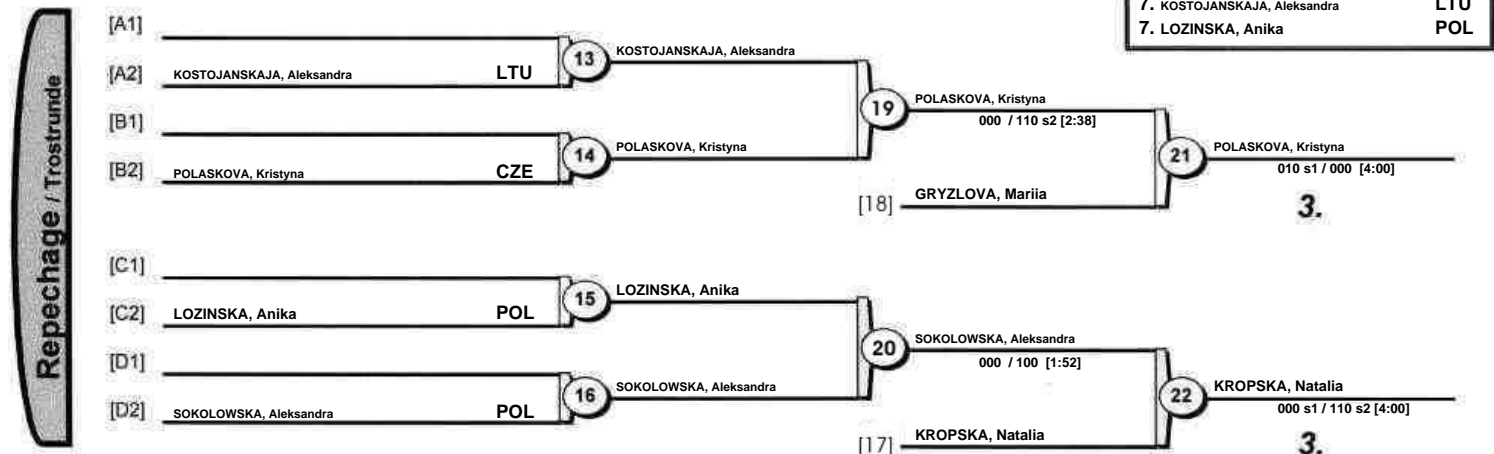 7. KOSTOJANSKAJA, Aleksandra LTU
7. LOZINSKA, Anika POL
Repechage / Trostrunde
[A1]
13 KOSTOJANSKAJA, Aleksandra
[A2] KOSTOJANSKAJA, Aleksandra LTU
19 POLASKOVA, Kristyna
000 / 110 s2 [2:38]
[B1]
14 POLASKOVA, Kristyna
21 POLASKOVA, Kristyna
010 s1 / 000 [4:00]
[B2] POLASKOVA, Kristyna CZE
[18] GRYZLOVA, Mariia
3.
[C1]
15 LOZINSKA, Anika
[C2] LOZINSKA, Anika POL
20 SOKOLOWSKA, Aleksandra
000 / 100 [1:52]
[D1]
16 SOKOLOWSKA, Aleksandra
22 KROPSKA, Natalia
000 s1 / 110 s2 [4:00]
[D2] SOKOLOWSKA, Aleksandra POL
[17] KROPSKA, Natalia
3.